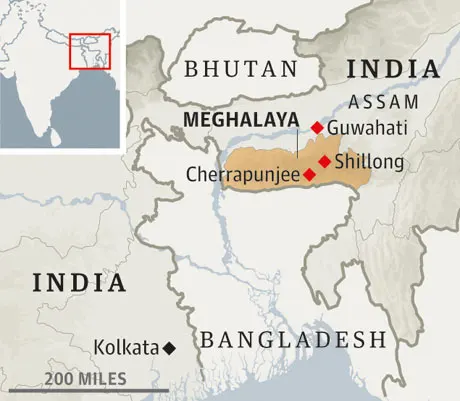 BHUTAN
INDIA
ASSAM
MEGHALAYA
Guwahati
Shillong
Cherrapunjee
INDIA
BANGLADESH
Kolkata
200 MILES